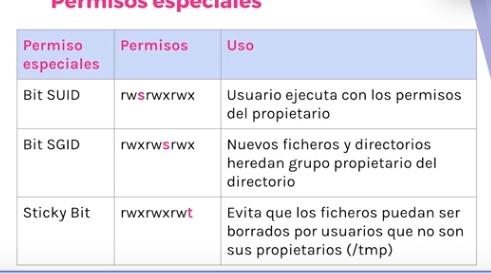 Permisos especiales
Permiso especiales
Permisos
Uso
Bit SUID
rwsrwxrwx
Usuario ejecuta con los permisos
del propietario
Bit SGID
rwxrwsrwx
Nuevos ficheros y directorios
heredan grupo propietario del
directorio
Sticky Bit
rwxrwxrwt
Evita que los ficheros puedan ser
borrados por usuarios que no son
sus propietarios (/tmp)